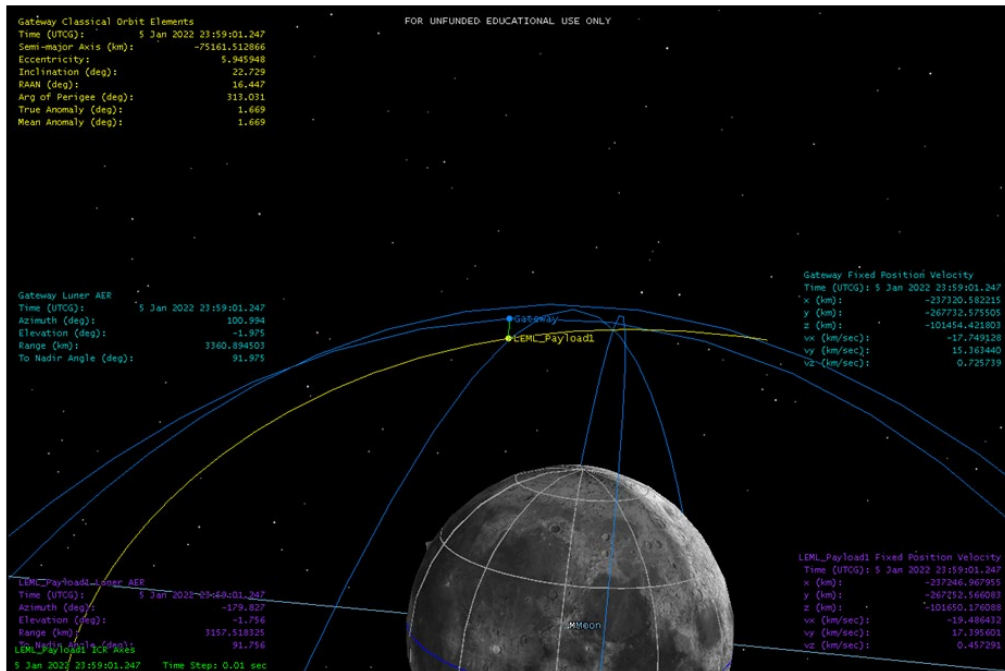 FOR UNFUNDED EDUCATIONAL USE ONLY
Gateway Classical Orbit Elements
Time (UTCG): 5 Jan 2022 23:59:01.247
Semi-major Axis (km): -75161.512866
Eccentricity: 5.945948
Inclination (deg): 22.729
RAAN (deg): 16.447
Arg of Perigee (deg): 313.031
True Anomaly (deg): 1.669
Mean Anomaly (deg): 1.669
Gateway Luner AER
Time (UTCG): 5 Jan 2022 23:59:01.247
Azimuth (deg): 100.994
Elevation (deg): -1.975
Range (km): 3360.894503
To Nadir Angle (deg): 91.975
Gateway
LEML_Payload1
Gateway Fixed Position Velocity
Time (UTCG): 5 Jan 2022 23:59:01.247
x (km): -237320.582215
y (km): -267732.575505
z (km): -101454.421803
vx (km/sec): -17.749128
vy (km/sec): 15.363440
vz (km/sec): 0.725739
LEML_Payload1 Luner AER
Time (UTCG): 5 Jan 2022 23:59:01.247
Azimuth (deg): -179.827
Elevation (deg): -1.756
Range (km): 3157.518325
To Nadir Angle (deg): 91.756
LEML_Payload1 ICR Axes
5 Jan 2022 23:59:01.247 Time Step: 0.01 sec
Moon
LEML_Payload1 Fixed Position Velocity
Time (UTCG): 5 Jan 2022 23:59:01.247
x (km): -237246.967955
y (km): -267252.566083
z (km): -101650.176088
vx (km/sec): -19.486432
vy (km/sec): 17.395601
vz (km/sec): 0.457291